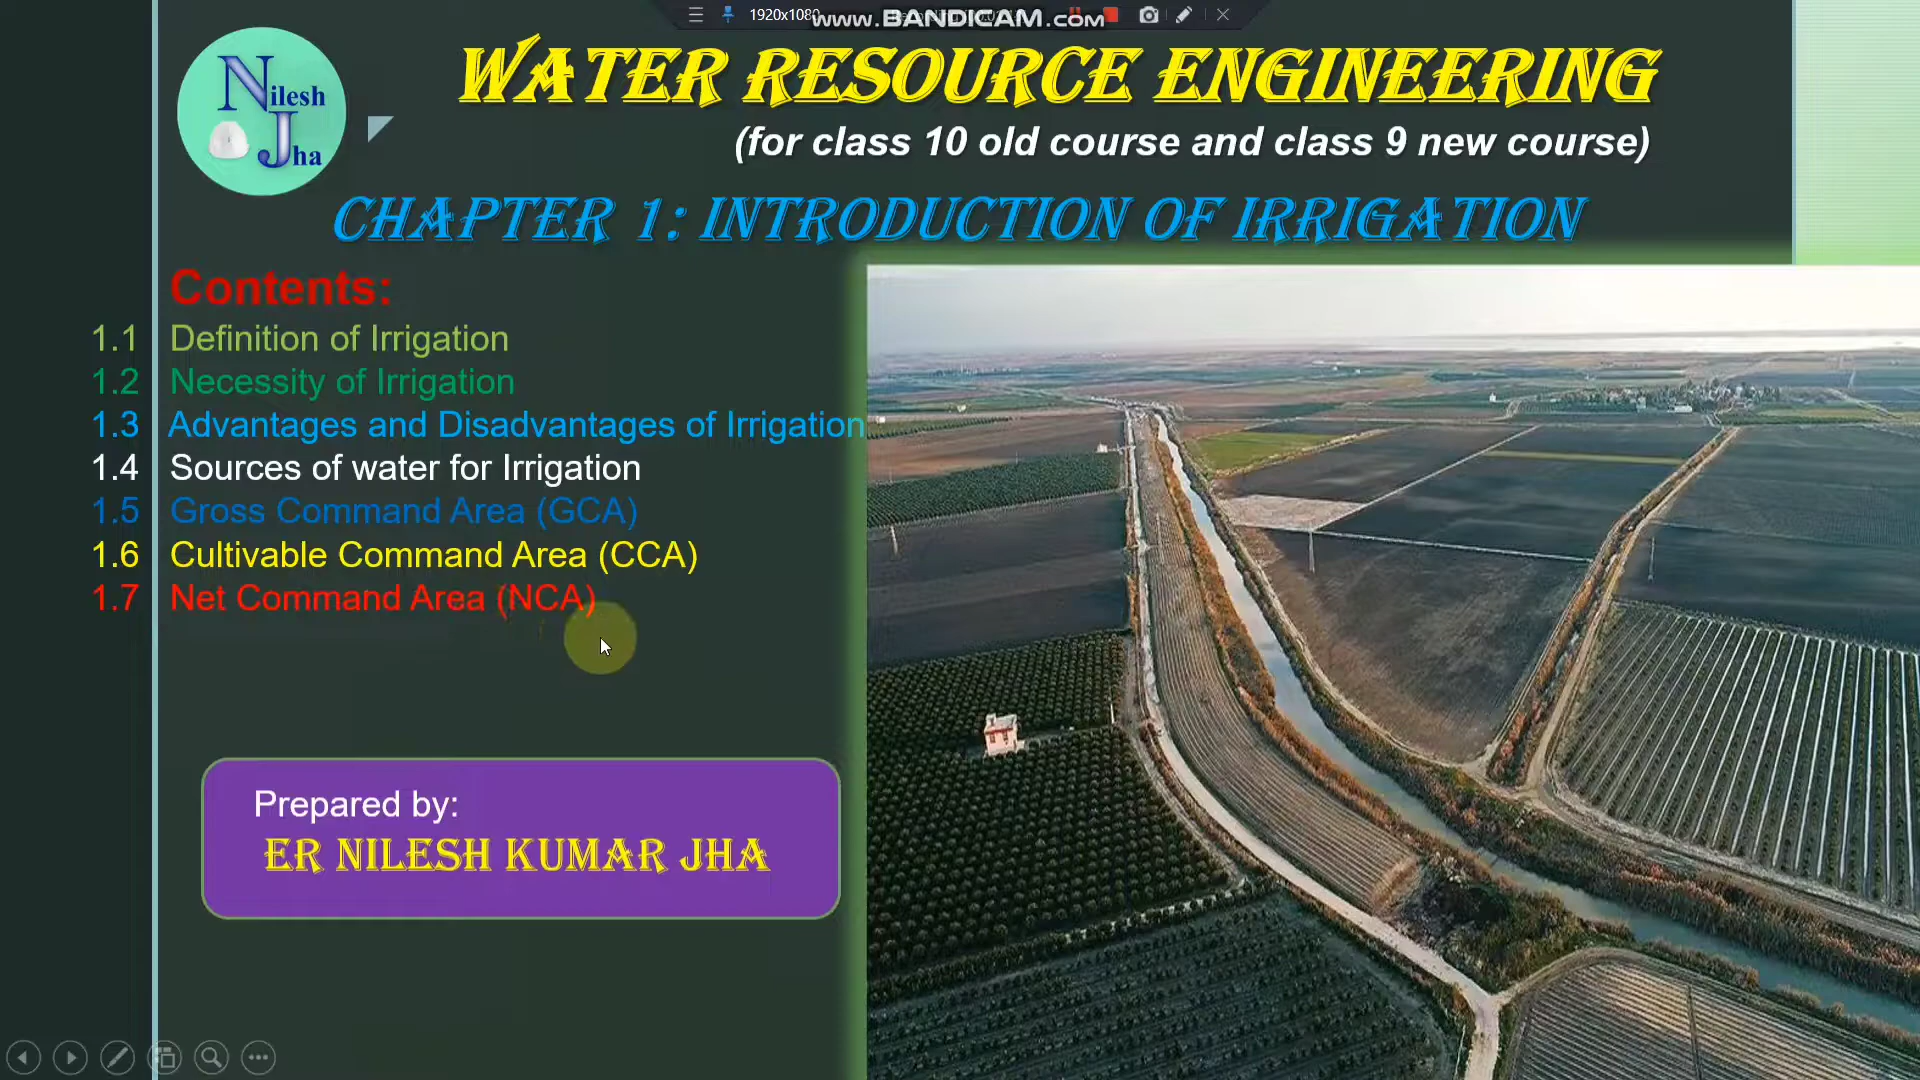 1920x1080
www.BANDICAM.com
Nilesh
Jha
WATER RESOURCE ENGINEERING
(for class 10 old course and class 9 new course)
CHAPTER 1: INTRODUCTION OF IRRIGATION
Contents:
1.1 Definition of Irrigation
1.2 Necessity of Irrigation
1.3 Advantages and Disadvantages of Irrigation
1.4 Sources of water for Irrigation
1.5 Gross Command Area (GCA)
1.6 Cultivable Command Area (CCA)
1.7 Net Command Area (NCA)
Prepared by:
ER NILESH KUMAR JHA